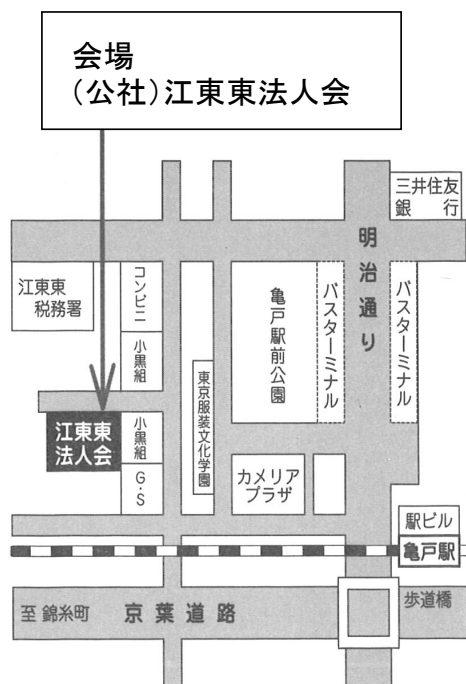 会場
(公社)江東東法人会
三井住友
銀 行
明治通り
江東東
税務署
コンビニ
小黒組
亀戸駅前公園
バスターミナル
バスターミナル
東京服装文化学園
江東東
法人会
小黒組
G・S
カメリア
プラザ
駅ビル
亀戸駅
至 錦糸町
京葉道路
歩道橋